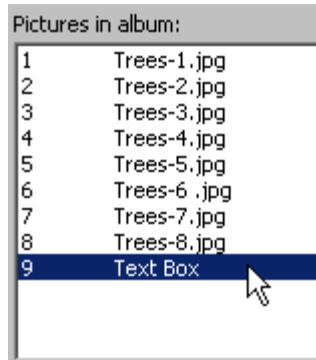 Pictures in album:
1 Trees-1.jpg
2 Trees-2.jpg
3 Trees-3.jpg
4 Trees-4.jpg
5 Trees-5.jpg
6 Trees-6 .jpg
7 Trees-7.jpg
8 Trees-8.jpg
9 Text Box